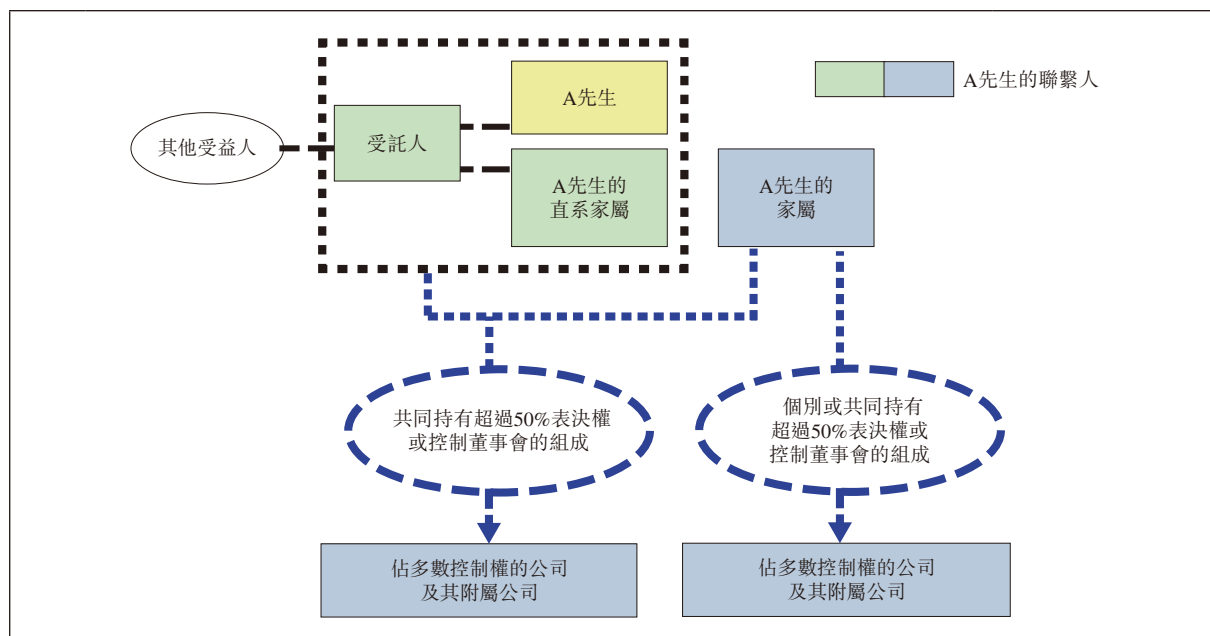 A先生
A先生的聯繫人
其他受益人
受託人
A先生的
直系家屬
A先生的
家屬
共同持有超過50%表決權
或控制董事會的組成
個別或共同持有
超過50%表決權或
控制董事會的組成
佔多數控制權的公司
及其附屬公司
佔多數控制權的公司
及其附屬公司